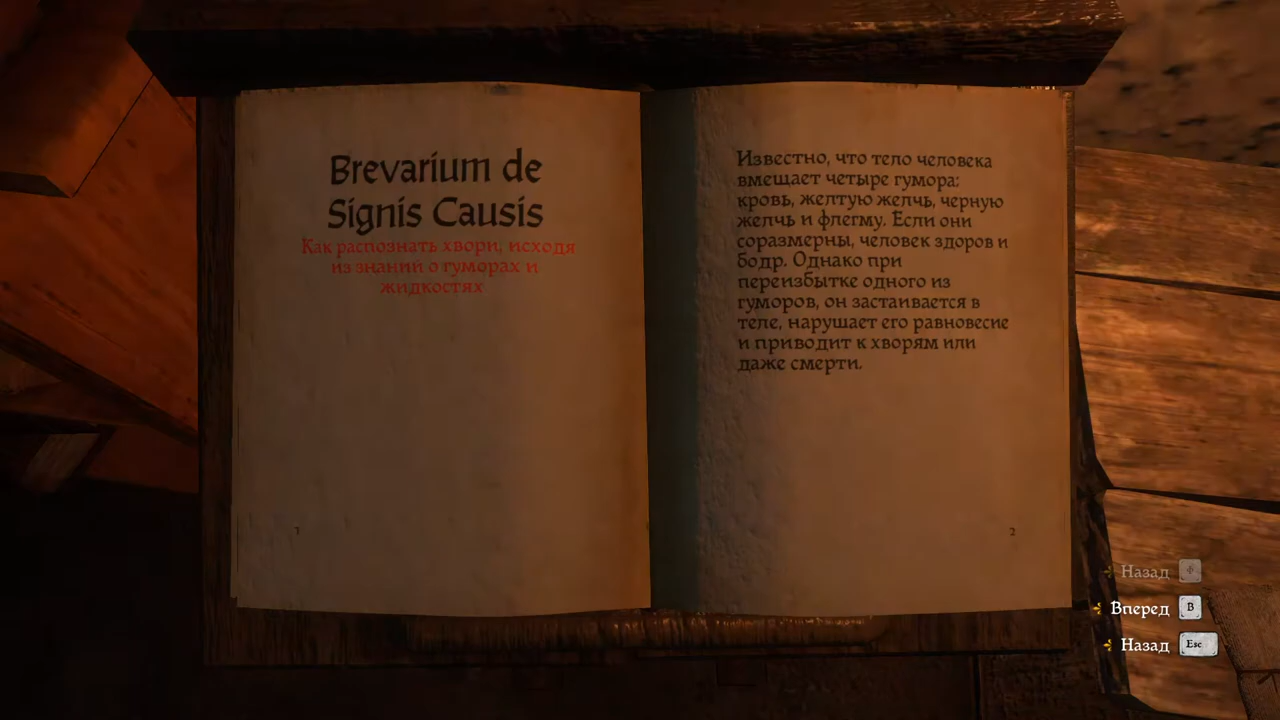 Brevarium de
Signis Causis
Как распознать хвори, исходя
из знаний о гуморах и
жидкостях
1
Известно, что тело человека
вмещает четыре гумора:
кровь, желтую желчь, черную
желчь и флегму. Если они
соразмерны, человек здоров и
бодр. Однако при
переизбытке одного из
гуморов, он застаивается в
теле, нарушает его равновесие
и приводит к хворям или
даже смерти.
2
Назад Ф
Вперед В
Назад Esc